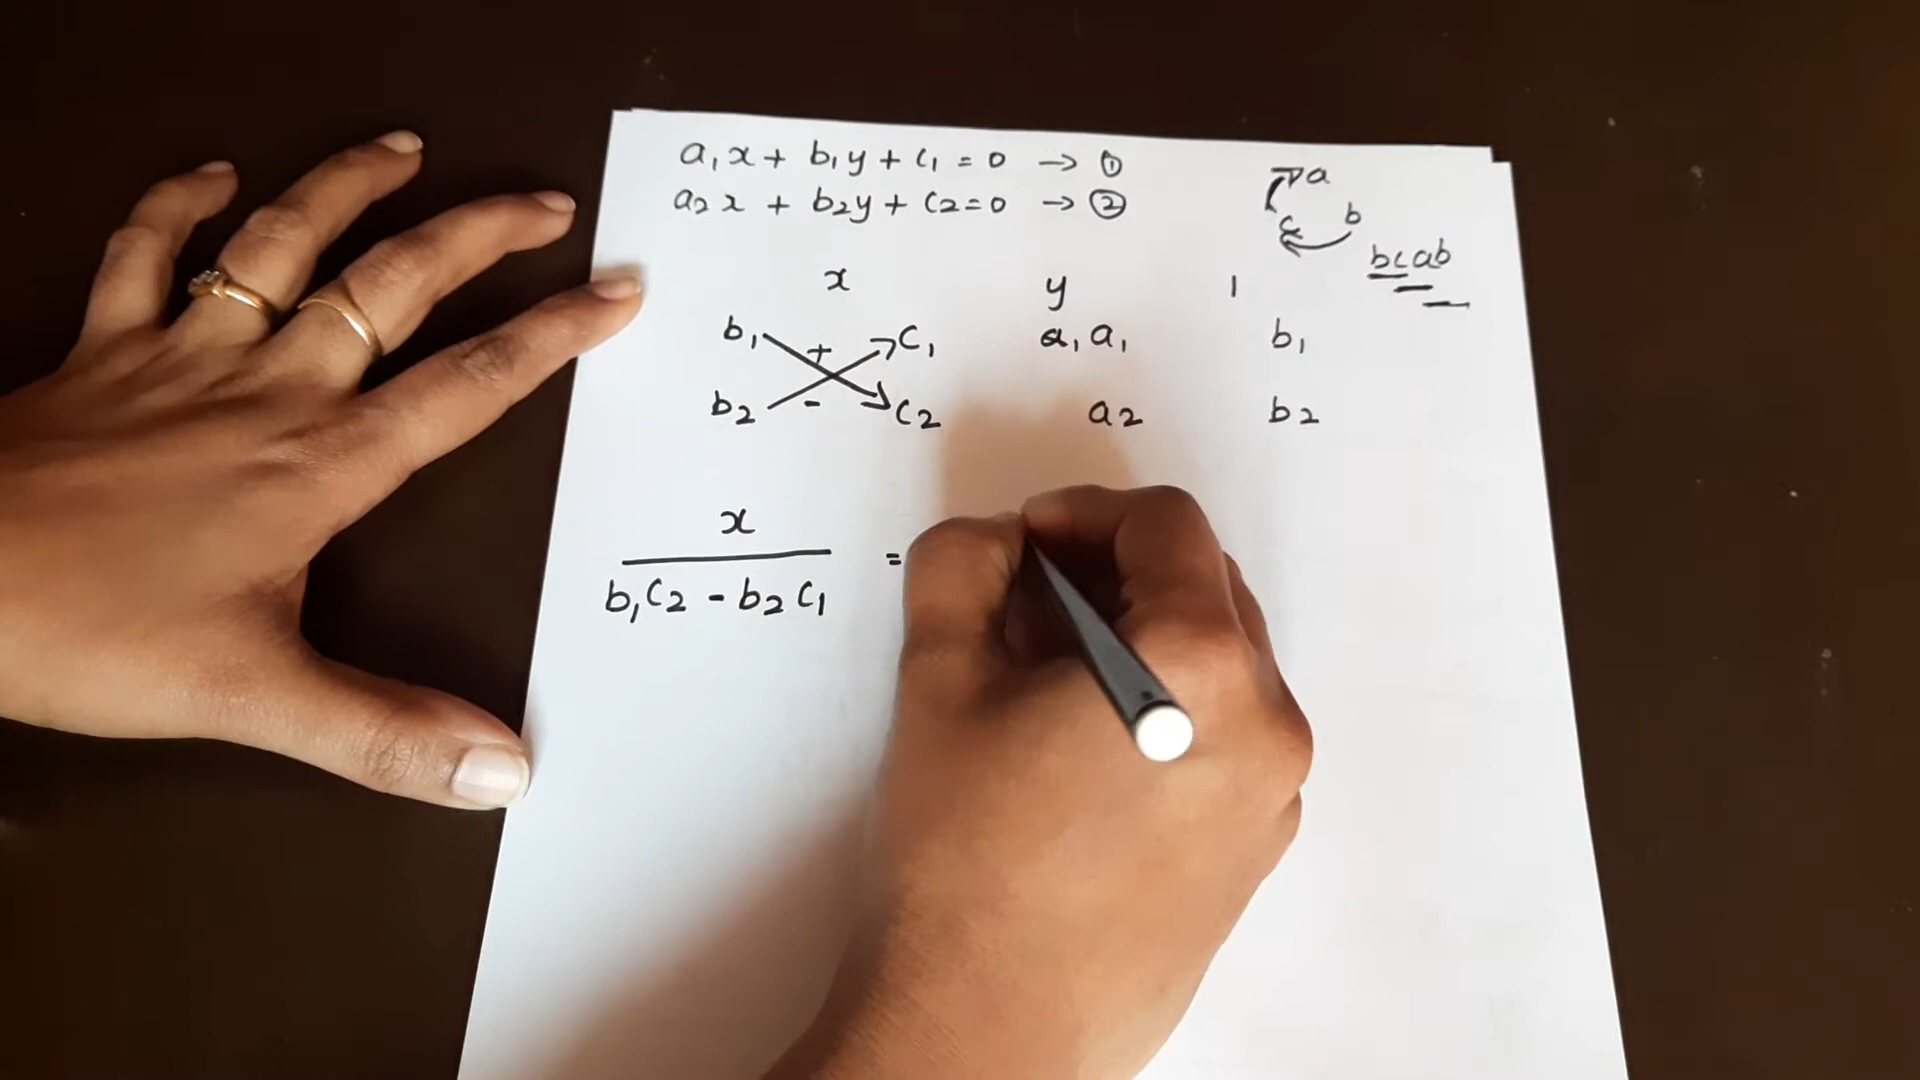 a₁x + b₁y + c₁ = 0 → ①
a₂x + b₂y + c₂ = 0 → ②
a
c b
bcab
x y 1
b₁ + c₁ a₁ a₁ b₁
b₂ - c₂ a₂ b₂
x
=
b₁c₂ - b₂c₁